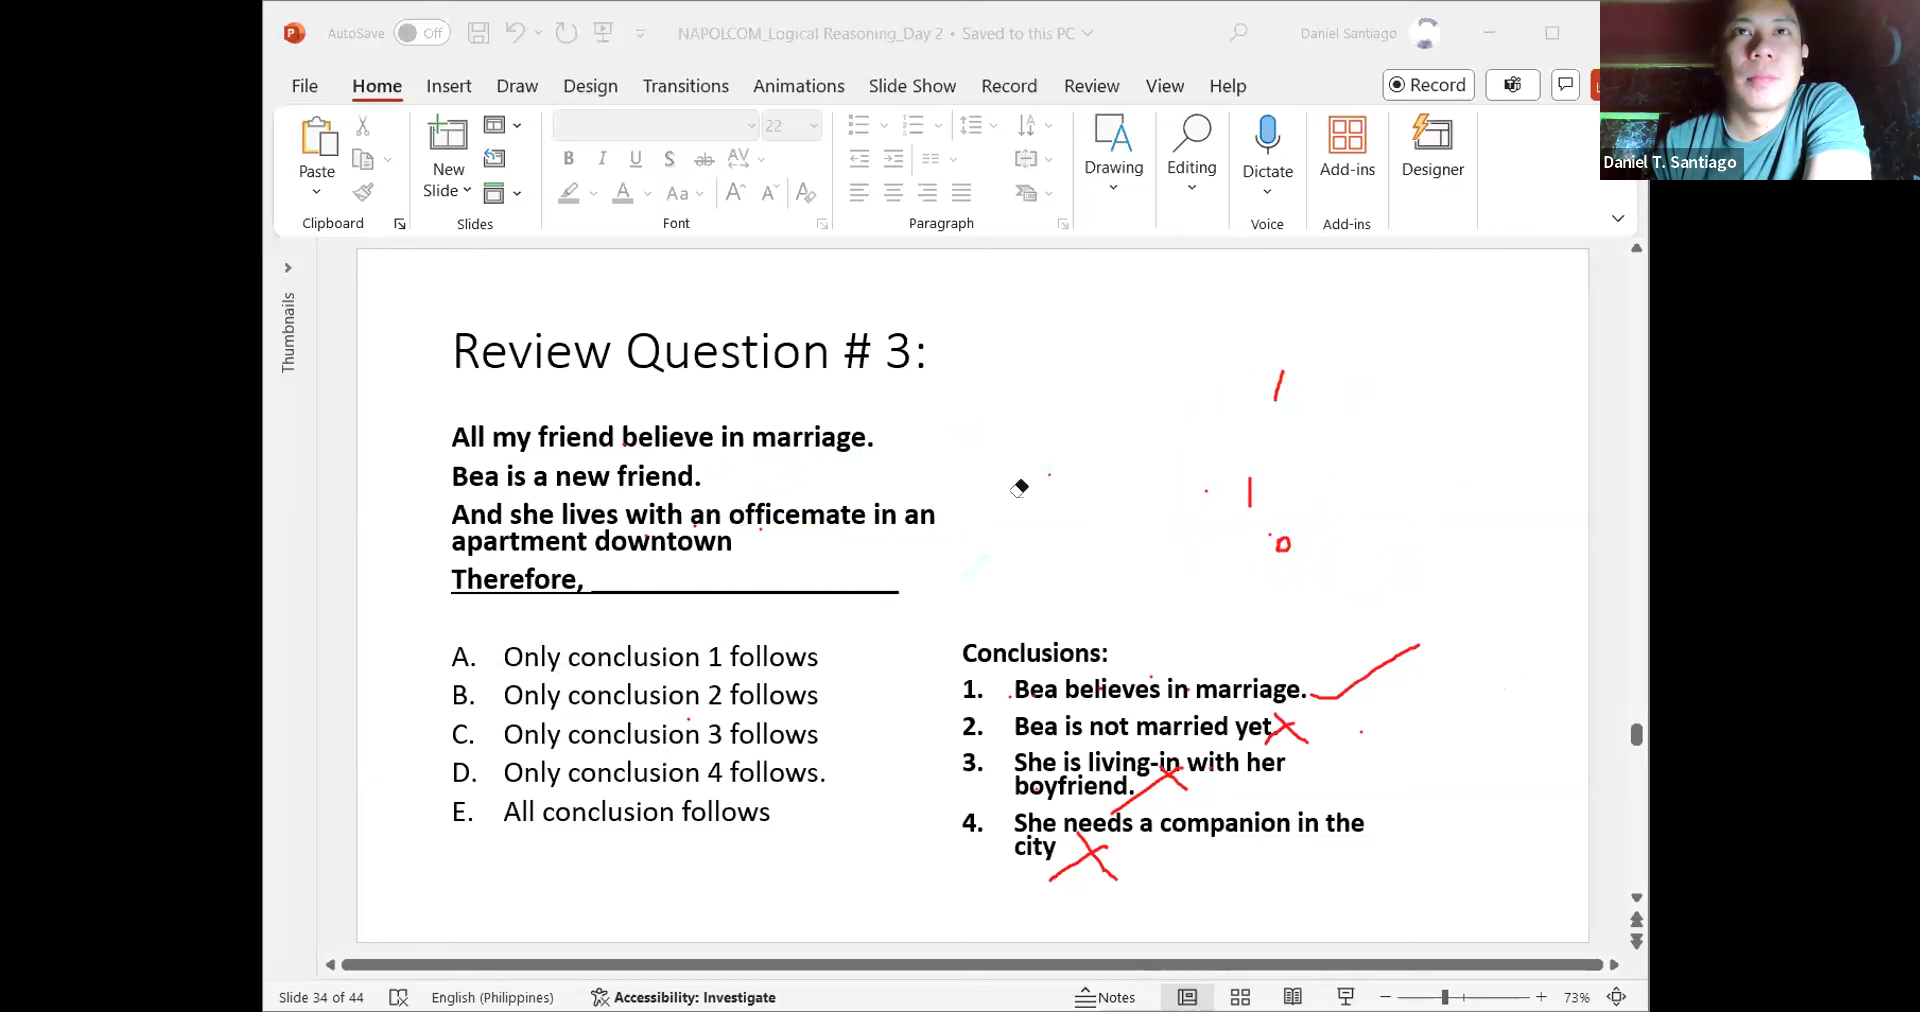 AutoSave Off
NAPOLCOM_Logical Reasoning_Day 2 • Saved to this PC
Daniel Santiago
File Home Insert Draw Design Transitions Animations Slide Show Record Review View Help
Record
Daniel T. Santiago
Paste
New
Slide
22
B I U S ab AV
A Aa A A A
Drawing
Editing
Dictate
Add-ins
Designer
Clipboard
Slides
Font
Paragraph
Voice
Add-ins
Thumbnails
Review Question # 3:
All my friend believe in marriage.
Bea is a new friend.
And she lives with an officemate in an
apartment downtown
Therefore, ______________________
A. Only conclusion 1 follows
B. Only conclusion 2 follows
C. Only conclusion 3 follows
D. Only conclusion 4 follows.
E. All conclusion follows
Conclusions:
1. Bea believes in marriage.
2. Bea is not married yet
3. She is living-in with her
boyfriend.
4. She needs a companion in the
city
Slide 34 of 44
English (Philippines)
Accessibility: Investigate
Notes
73%